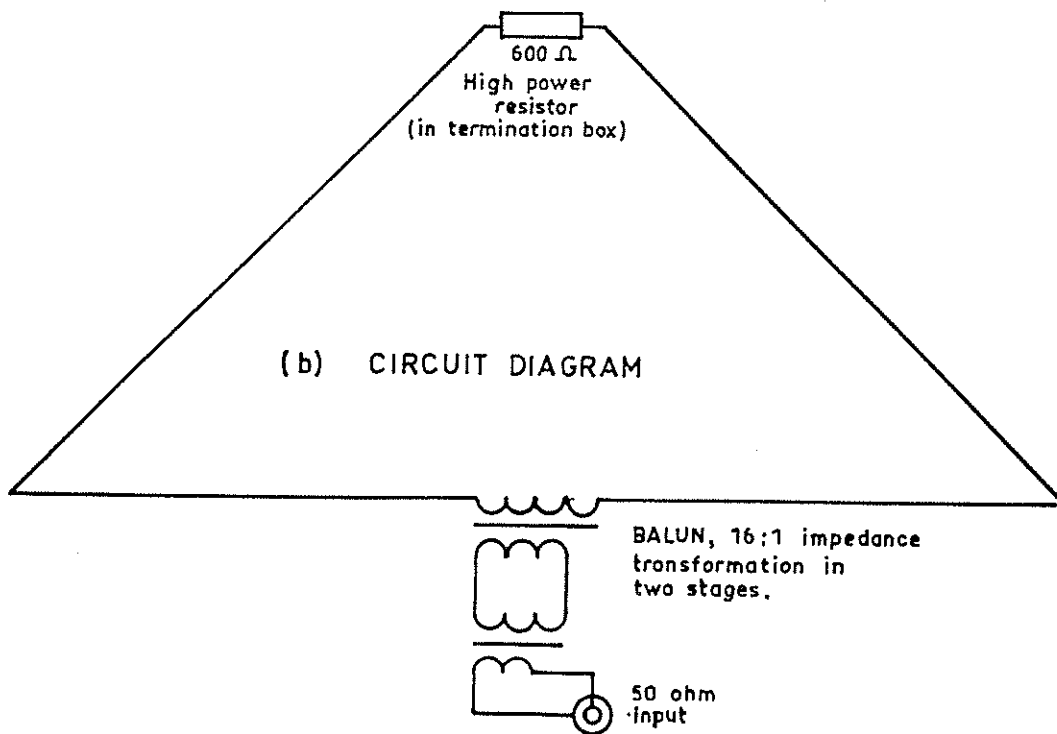 600 Ω
High power
resistor
(in termination box)
(b) CIRCUIT DIAGRAM
BALUN, 16:1 impedance
transformation in
two stages.
50 ohm
input